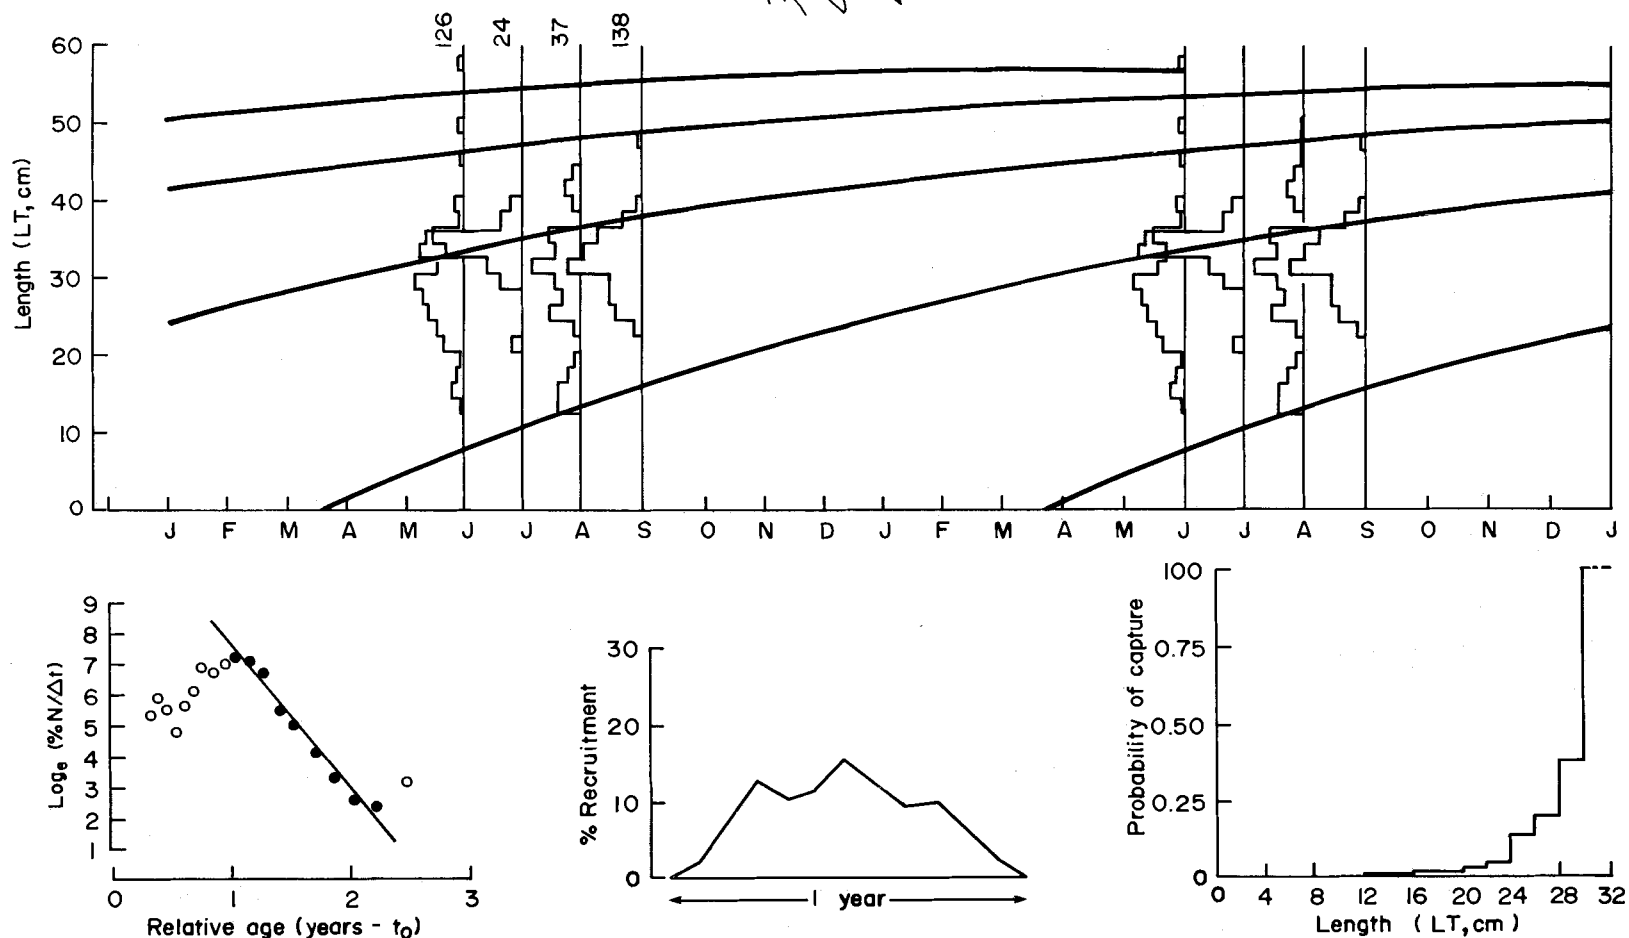 126 24 37 138
60
50
40
30
20
10
0
Length (LT, cm)
J F M A M J J A S O N D J F M A M J J A S O N D J
9
8
7
6
5
4
3
2
1
Logₑ (%N/Δt)
0 1 2 3
Relative age (years - t₀)
30
20
10
0
% Recruitment
1 year
100
0.75
0.50
0.25
0
Probability of capture
0 4 8 12 16 20 24 28 32
Length (LT, cm)